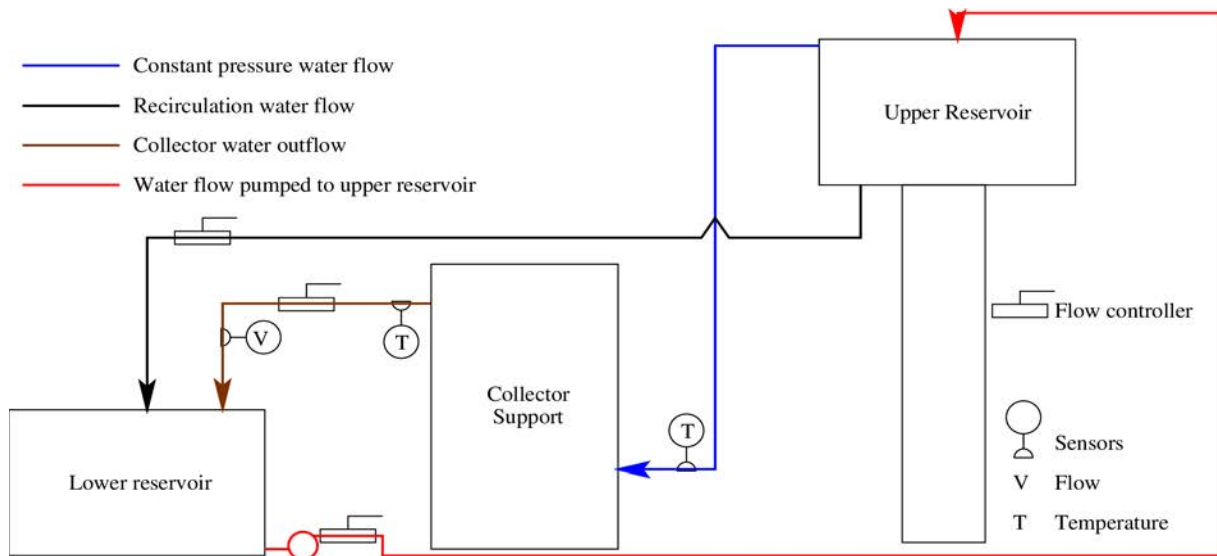 Constant pressure water flow
Recirculation water flow
Collector water outflow
Water flow pumped to upper reservoir
Upper Reservoir
Flow controller
V
T
Collector
Support
T
Lower reservoir
Sensors
V Flow
T Temperature